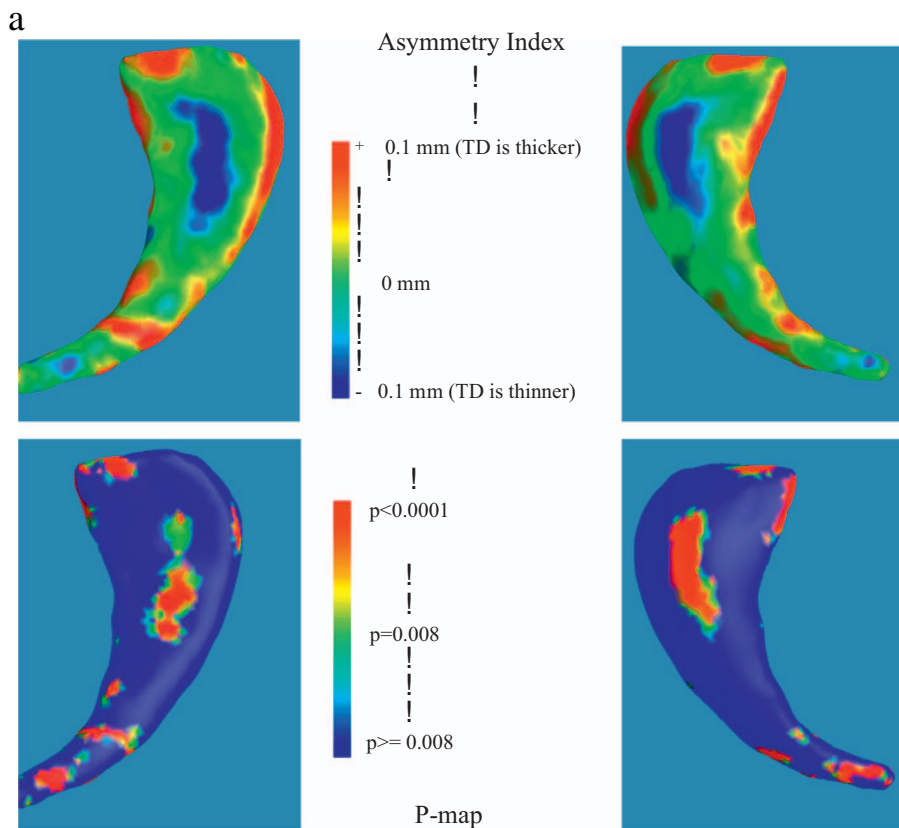 a
Asymmetry Index
!
!
+ 0.1 mm (TD is thicker)
!
!
!
!
!
0 mm
!
!
!
!
- 0.1 mm (TD is thinner)
!
p<0.0001
!
!
p=0.008
!
!
!
!
p>= 0.008
P-map